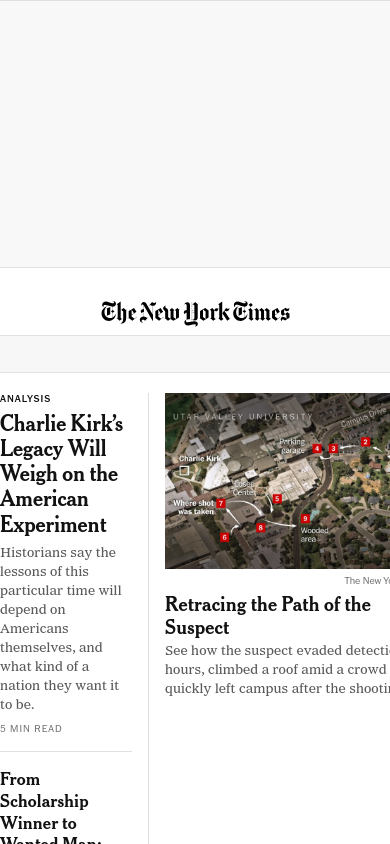 The New York Times
ANALYSIS
Charlie Kirk's
Legacy Will
Weigh on the
American
Experiment
Historians say the
lessons of this
particular time will
depend on
Americans
themselves, and
what kind of a
nation they want it
to be.
5 MIN READ
From
Scholarship
Winner to
Wanted Man:
UTAH VALLEY UNIVERSITY
Campus Drive
Parking
garage
4
3
2
Charlie Kirk
Losee
Center
Where shot
was taken
7
5
8
9
6
Wooded
area
The New Yo
Retracing the Path of the
Suspect
See how the suspect evaded detecti
hours, climbed a roof amid a crowd
quickly left campus after the shootin